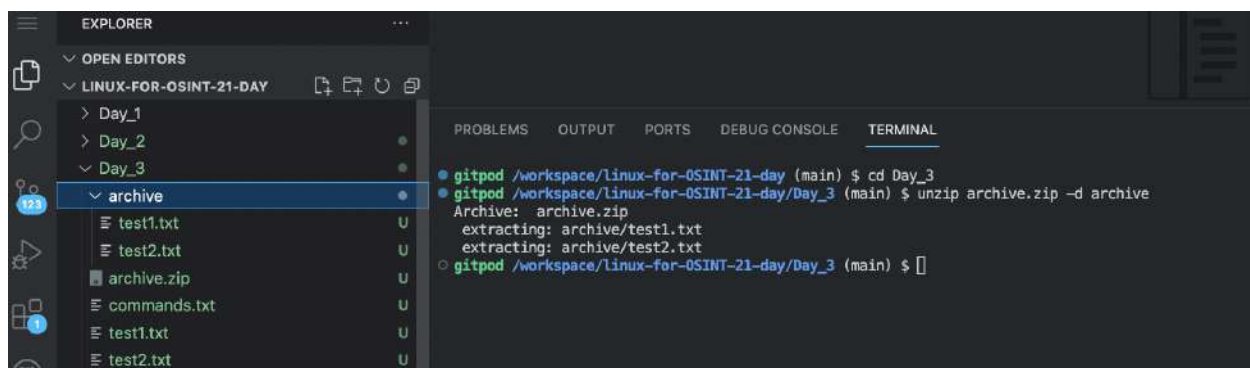 EXPLORER
...
OPEN EDITORS
LINUX-FOR-OSINT-21-DAY
Day_1
Day_2
Day_3
archive
test1.txt U
test2.txt U
archive.zip U
commands.txt U
test1.txt U
test2.txt U
123
1
PROBLEMS OUTPUT PORTS DEBUG CONSOLE TERMINAL
gitpod /workspace/linux-for-OSINT-21-day (main) $ cd Day_3
gitpod /workspace/linux-for-OSINT-21-day/Day_3 (main) $ unzip archive.zip -d archive
Archive: archive.zip
extracting: archive/test1.txt
extracting: archive/test2.txt
gitpod /workspace/linux-for-OSINT-21-day/Day_3 (main) $